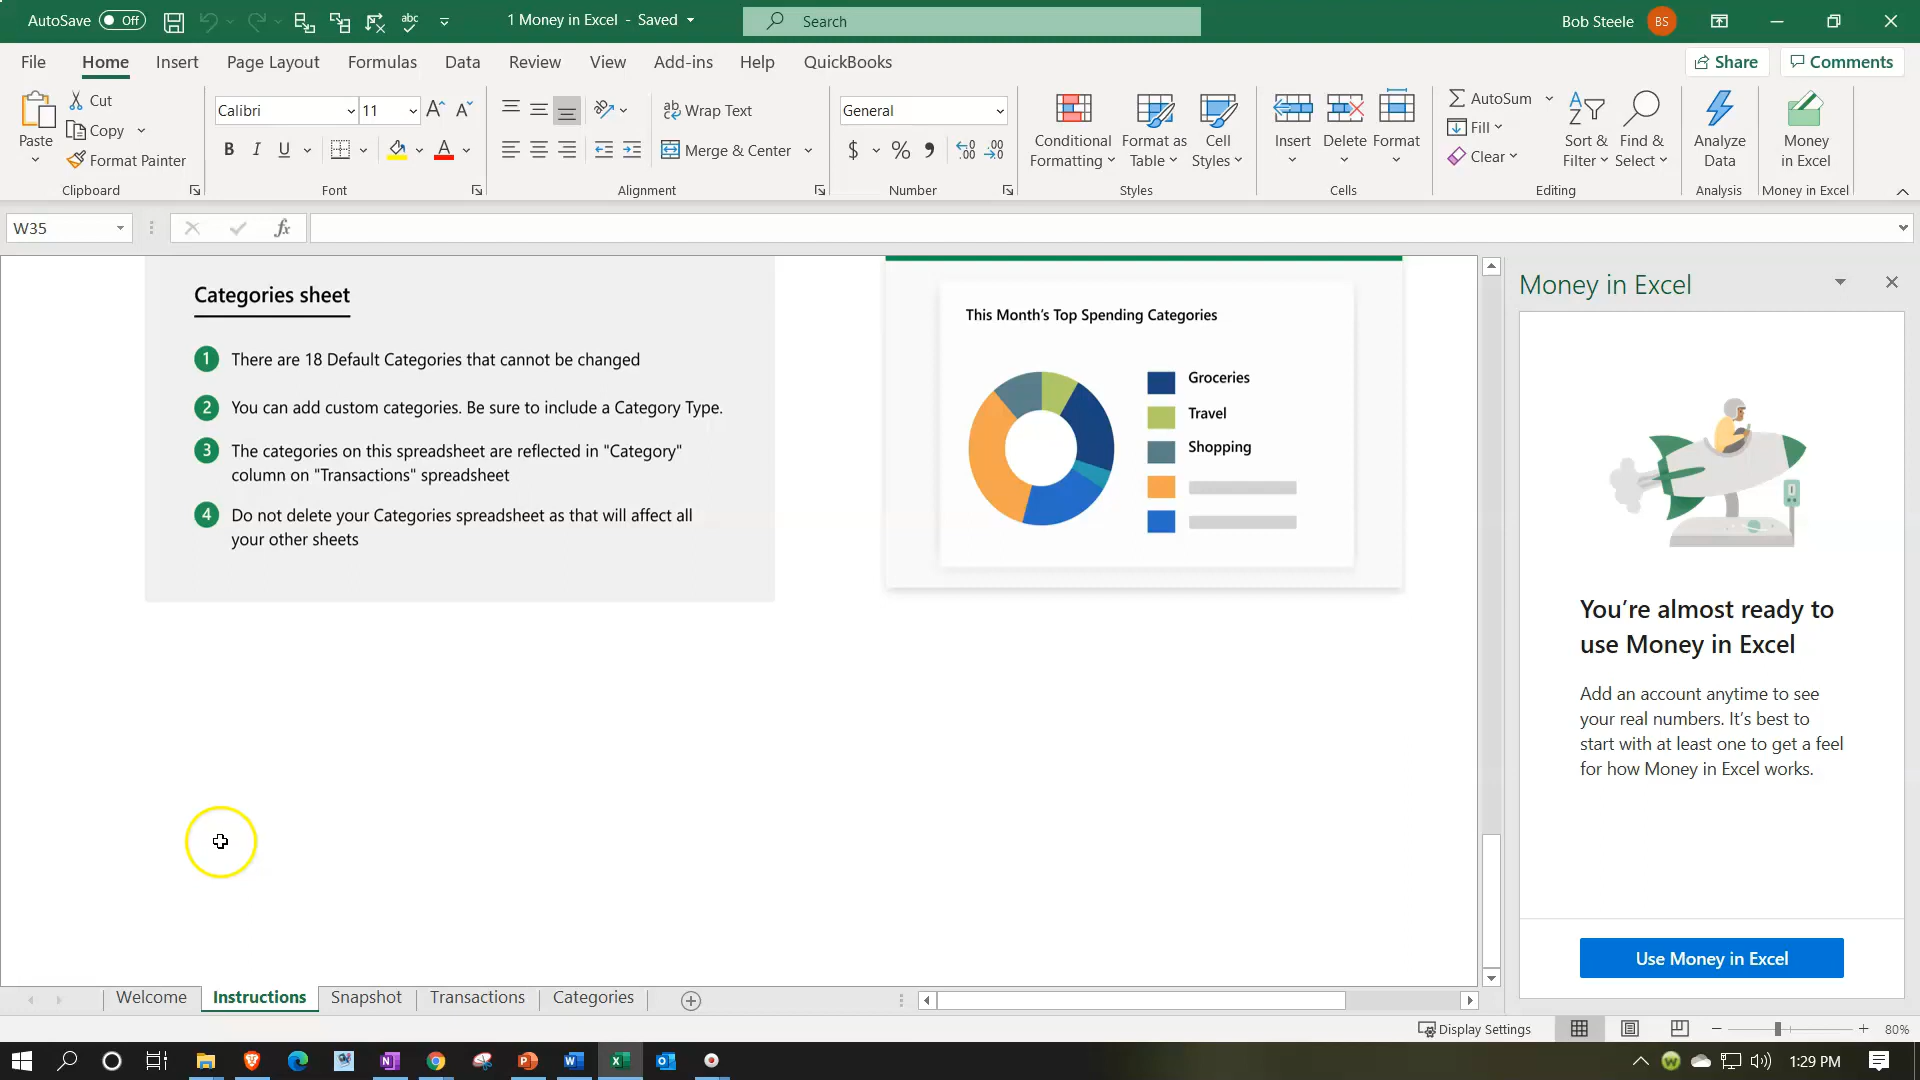 AutoSave Off
abc
1 Money in Excel - Saved
Search
Bob Steele BS
File Home Insert Page Layout Formulas Data Review View Add-ins Help QuickBooks
Share Comments
Paste
Cut
Copy
Format Painter
Clipboard
Calibri 11
B I U
Font
Wrap Text
Merge & Center
Alignment
General
$ % 9
Number
Conditional Formatting
Format as Table
Cell Styles
Styles
Insert Delete Format
Cells
AutoSum
Fill
Clear
Sort & Filter
Find & Select
Editing
Analyze Data
Analysis
Money in Excel
Money in Excel
W35
fx
Categories sheet
1 There are 18 Default Categories that cannot be changed
2 You can add custom categories. Be sure to include a Category Type.
3 The categories on this spreadsheet are reflected in "Category"
column on "Transactions" spreadsheet
4 Do not delete your Categories spreadsheet as that will affect all
your other sheets
This Month's Top Spending Categories
Groceries
Travel
Shopping
Money in Excel
You're almost ready to
use Money in Excel
Add an account anytime to see
your real numbers. It's best to
start with at least one to get a feel
for how Money in Excel works.
Use Money in Excel
Welcome Instructions Snapshot Transactions Categories
Display Settings
80%
1:29 PM